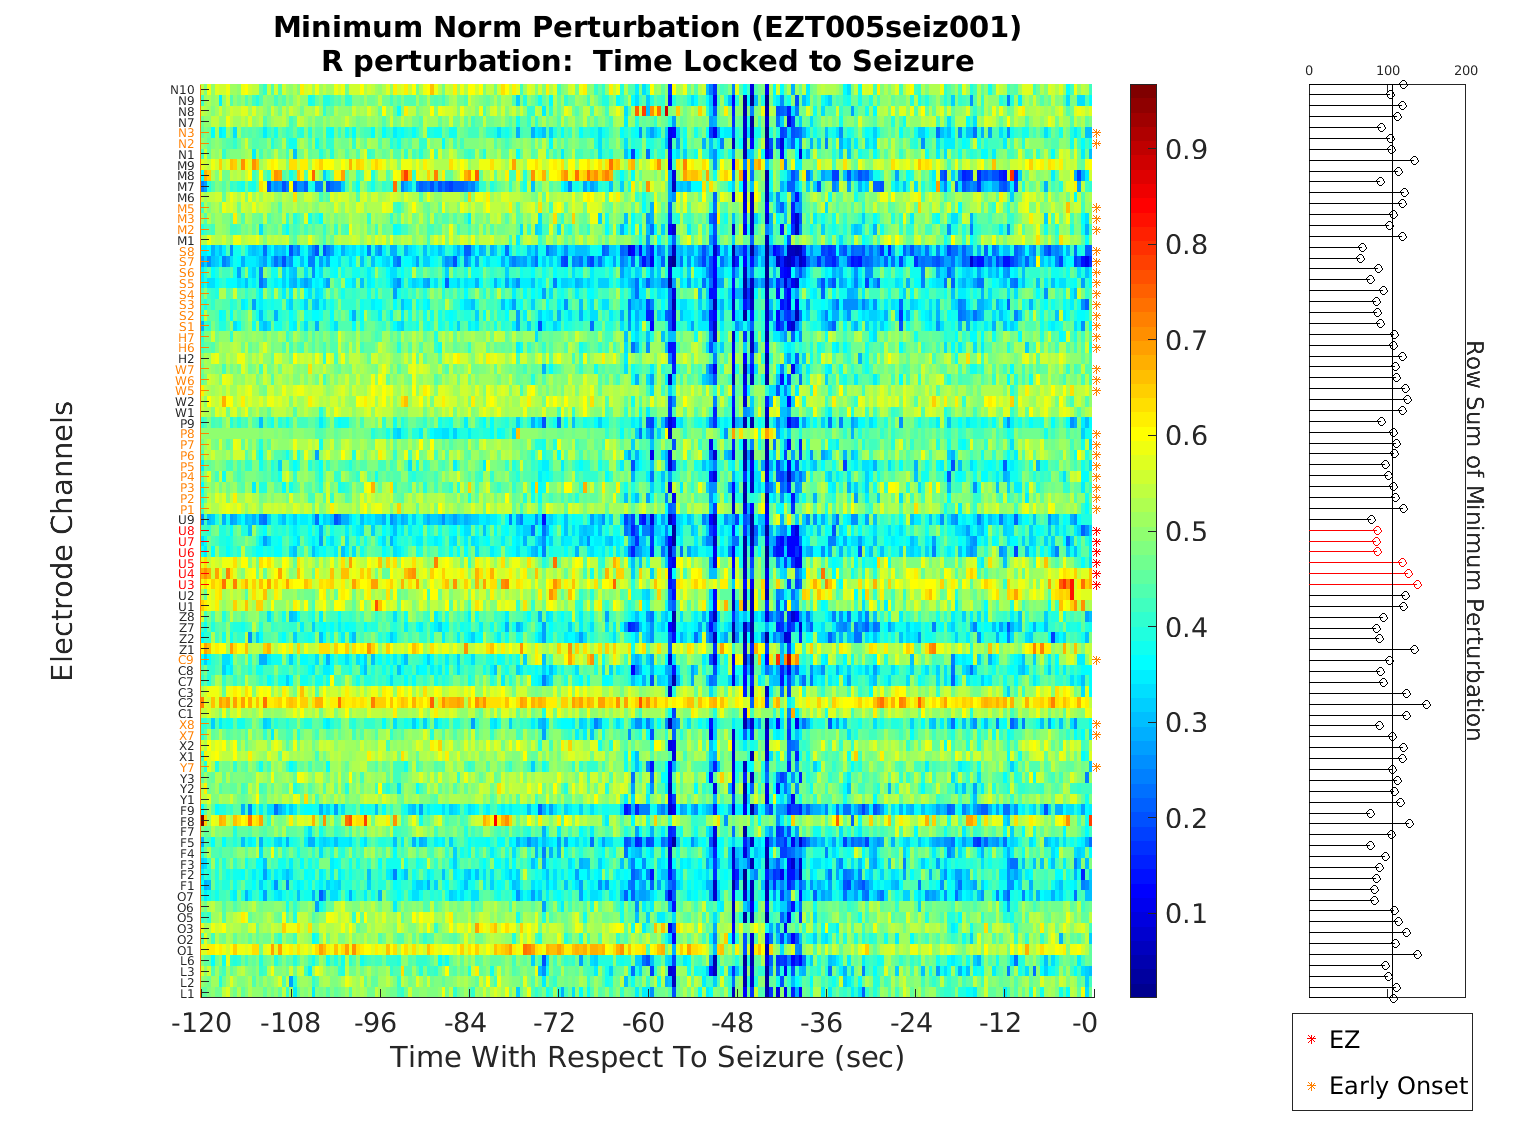 Minimum Norm Perturbation (EZT005seiz001)
R perturbation:  Time Locked to Seizure
Electrode Channels
N10
N9
N8
N7
N3
N2
N1
M9
M8
M7
M6
M5
M3
M2
M1
S8
S7
S6
S5
S4
S3
S2
S1
H7
H6
H2
W7
W6
W5
W2
W1
P9
P8
P7
P6
P5
P4
P3
P2
P1
U9
U8
U7
U6
U5
U4
U3
U2
U1
Z8
Z7
Z2
Z1
C9
C8
C7
C3
C2
C1
X8
X7
X2
X1
Y7
Y3
Y2
Y1
F9
F8
F7
F5
F4
F3
F2
F1
O7
O6
O5
O3
O2
O1
L6
L3
L2
L1
-120 -108 -96 -84 -72 -60 -48 -36 -24 -12 -0
Time With Respect To Seizure (sec)
0.9
0.8
0.7
0.6
0.5
0.4
0.3
0.2
0.1
0 100 200
Row Sum of Minimum Perturbation
EZ
Early Onset